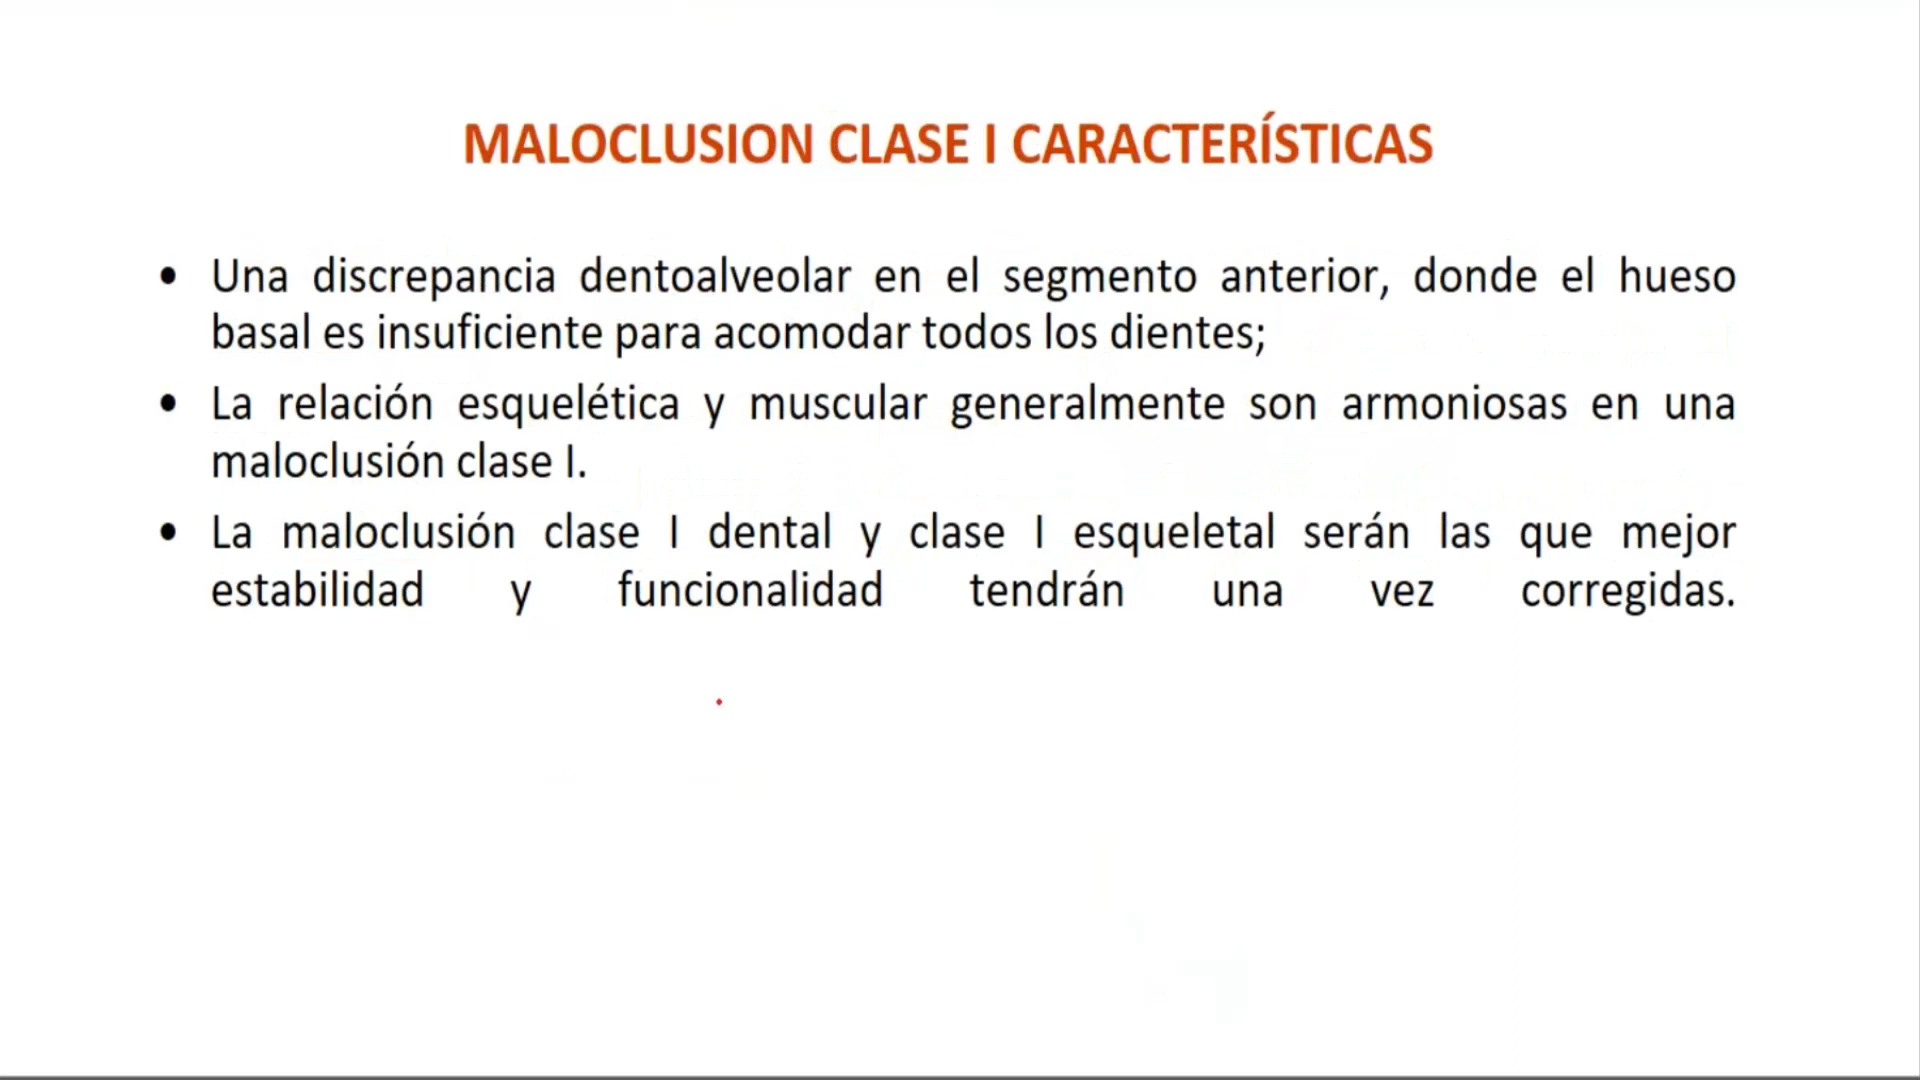 MALOCLUSION CLASE I CARACTERÍSTICAS
• Una discrepancia dentoalveolar en el segmento anterior, donde el hueso
basal es insuficiente para acomodar todos los dientes;
• La relación esquelética y muscular generalmente son armoniosas en una
maloclusión clase I.
• La maloclusión clase I dental y clase I esqueletal serán las que mejor
estabilidad y funcionalidad tendrán una vez corregidas.